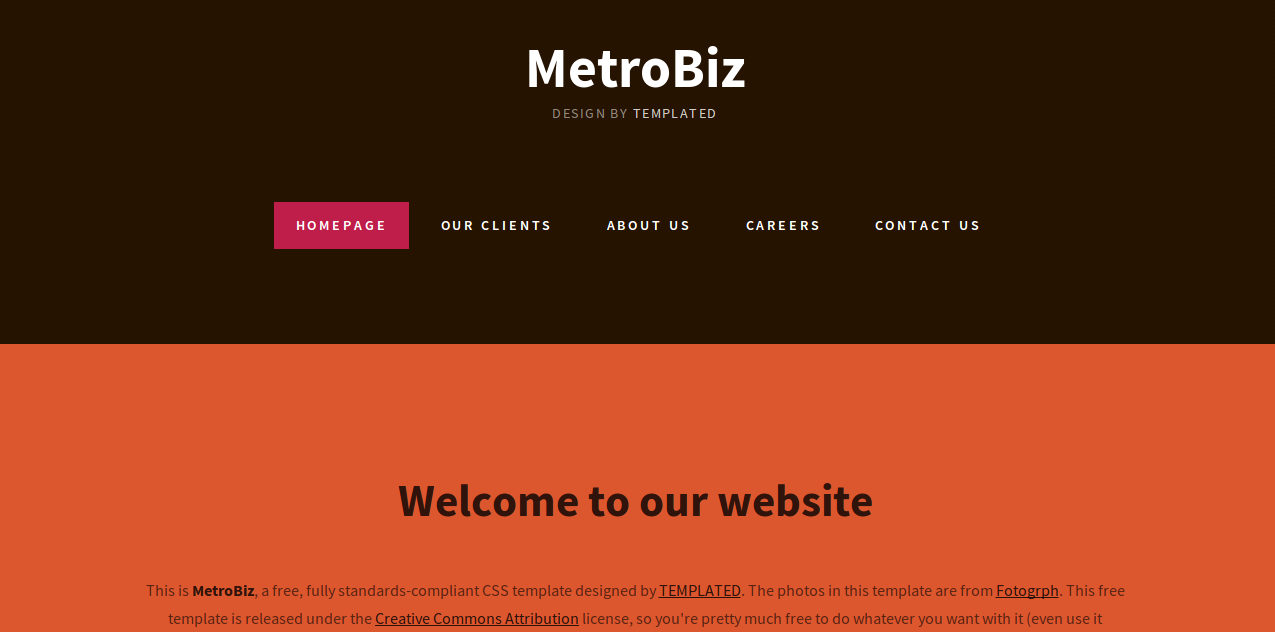 MetroBiz
DESIGN BY TEMPLATED
HOMEPAGE OUR CLIENTS ABOUT US CAREERS CONTACT US
Welcome to our website
This is MetroBiz, a free, fully standards-compliant CSS template designed by TEMPLATED. The photos in this template are from Fotogrph. This free
template is released under the Creative Commons Attribution license, so you're pretty much free to do whatever you want with it (even use it